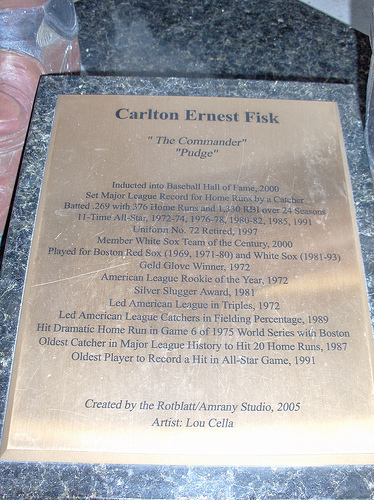 Carlton Ernest Fisk
" The Commander"
"Pudge"
Inducted into Baseball Hall of Fame, 2000
Set Major League Record for Home Runs by a Catcher
Batted .269 with 376 Home Runs and 1,330 RBI over 24 Seasons
11-Time All-Star, 1972-74, 1976-78, 1980-82, 1985, 1991
Uniform No. 72 Retired, 1997
Member White Sox Team of the Century, 2000
Played for Boston Red Sox (1969, 1971-80) and White Sox (1981-93)
Gold Glove Winner, 1972
American League Rookie of the Year, 1972
Silver Slugger Award, 1981
Led American League in Triples, 1972
Led American League Catchers in Fielding Percentage, 1989
Hit Dramatic Home Run in Game 6 of 1975 World Series with Boston
Oldest Catcher in Major League History to Hit 20 Home Runs, 1987
Oldest Player to Record a Hit in All-Star Game, 1991
Created by the Rotblatt/Amrany Studio, 2005
Artist: Lou Cella